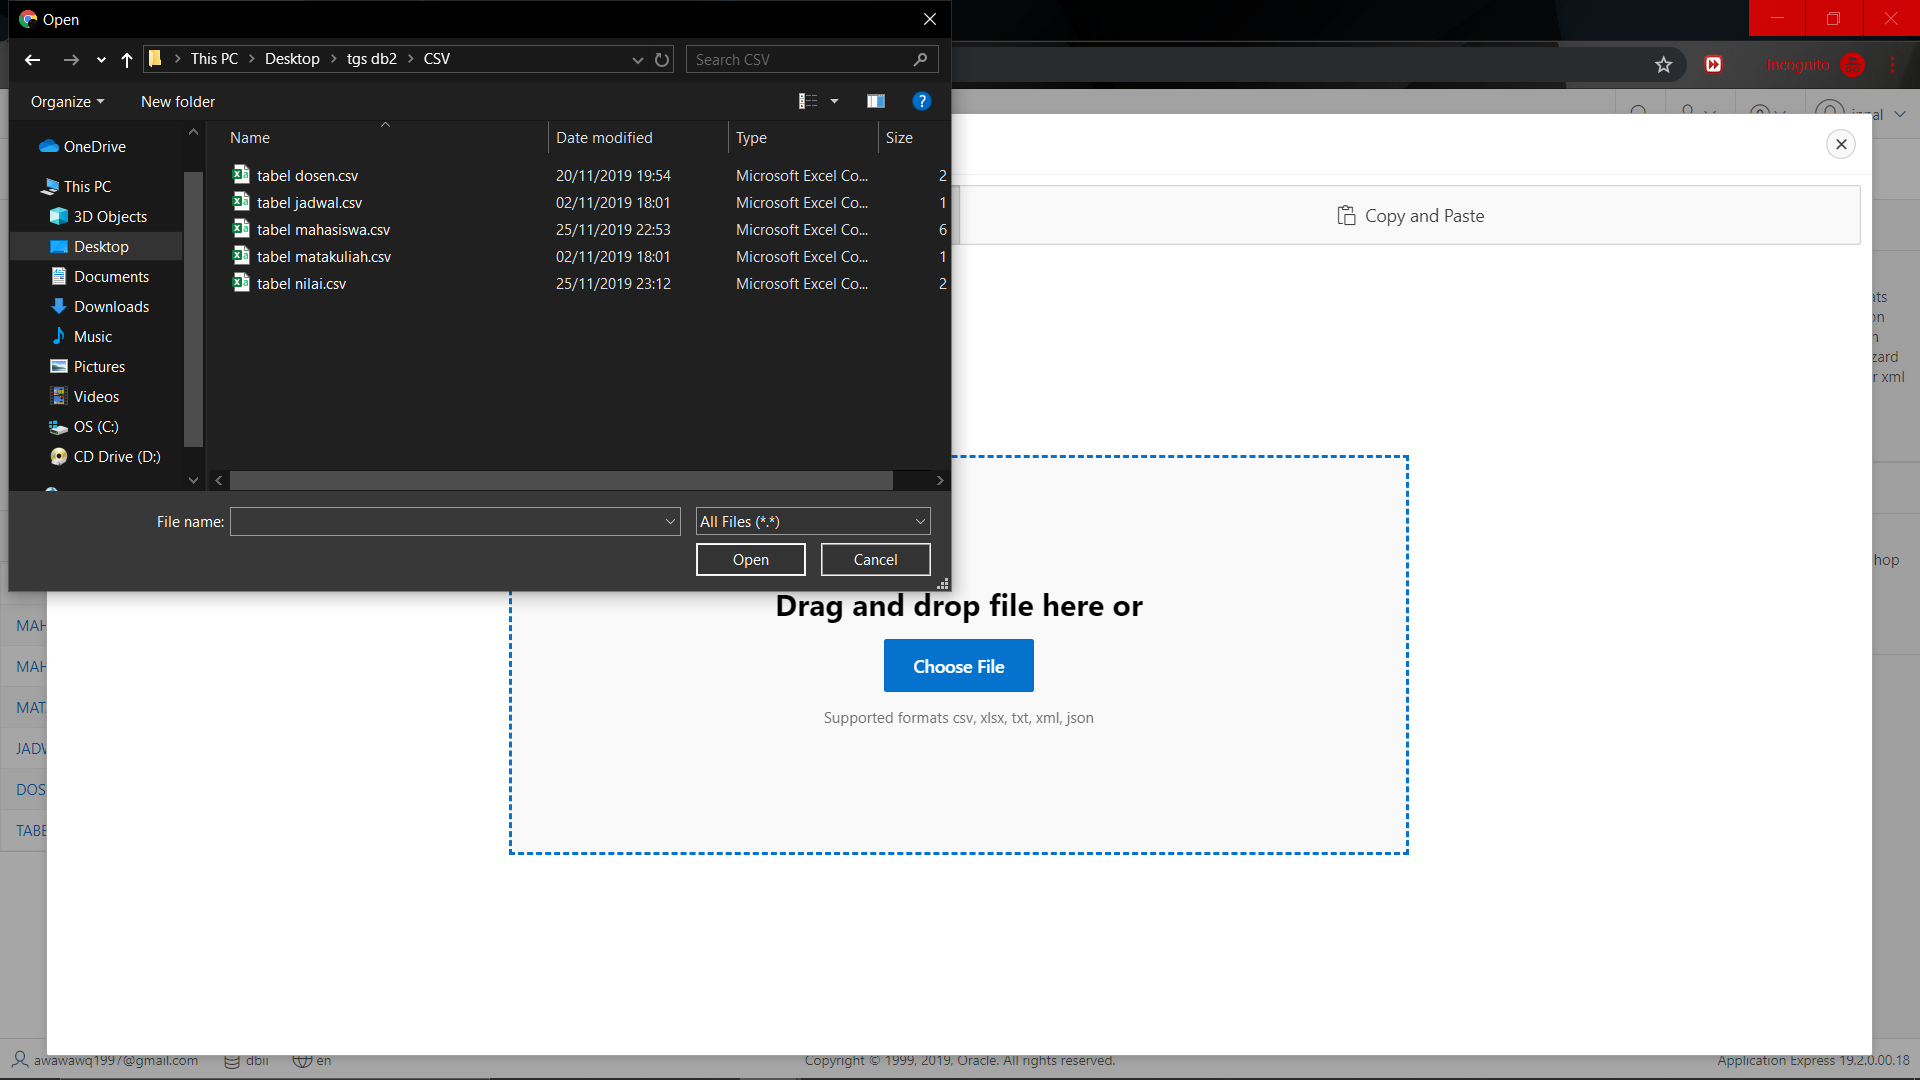 Open
This PC > Desktop > tgs db2 > CSV
Search CSV
Incognito
Organize
New folder
Name
Date modified
Type
Size
OneDrive
This PC
3D Objects
Desktop
Documents
Downloads
Music
Pictures
Videos
OS (C:)
CD Drive (D:)
tabel dosen.csv 20/11/2019 19:54 Microsoft Excel Co... 2
tabel jadwal.csv 02/11/2019 18:01 Microsoft Excel Co... 1
tabel mahasiswa.csv 25/11/2019 22:53 Microsoft Excel Co... 6
tabel matakuliah.csv 02/11/2019 18:01 Microsoft Excel Co... 1
tabel nilai.csv 25/11/2019 23:12 Microsoft Excel Co... 2
File name:
All Files (*.*)
Open
Cancel
Copy and Paste
r xml
Drag and drop file here or
Choose File
Supported formats csv, xlsx, txt, xml, json
MAH
MAH
MAT
JADW
DOS
TABE
awawawq1997@gmail.com
dbii
en
Copyright © 1999, 2019, Oracle. All rights reserved.
Application Express 19.2.0.00.18